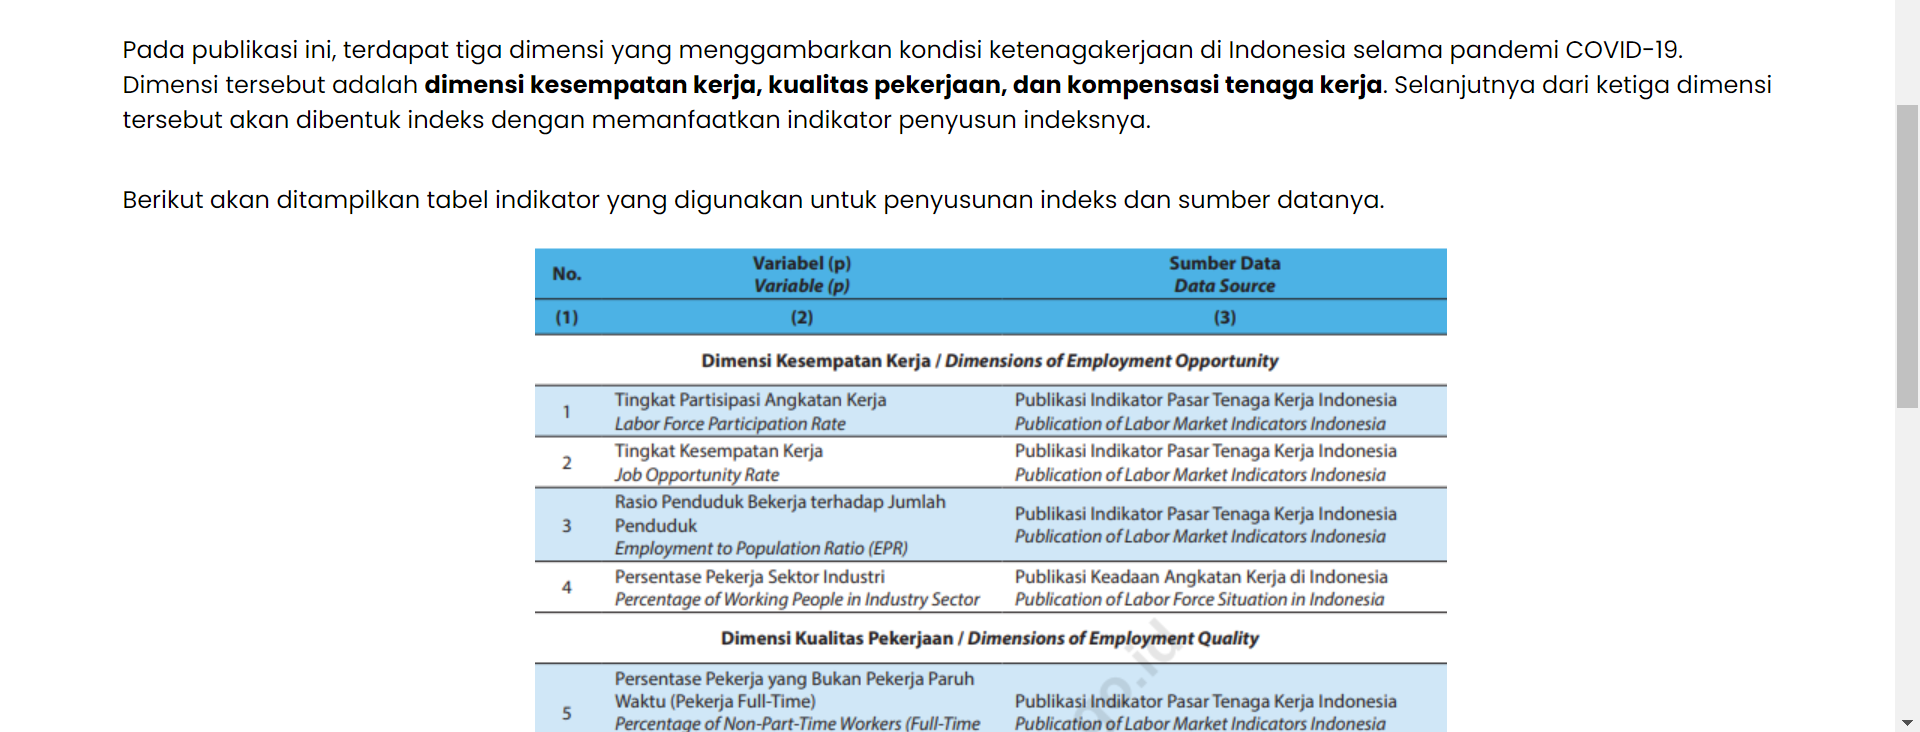 Pada publikasi ini, terdapat tiga dimensi yang menggambarkan kondisi ketenagakerjaan di Indonesia selama pandemi COVID-19.
Dimensi tersebut adalah dimensi kesempatan kerja, kualitas pekerjaan, dan kompensasi tenaga kerja. Selanjutnya dari ketiga dimensi
tersebut akan dibentuk indeks dengan memanfaatkan indikator penyusun indeksnya.
Berikut akan ditampilkan tabel indikator yang digunakan untuk penyusunan indeks dan sumber datanya.
No.
Variabel (p)
Variable (p)
Sumber Data
Data Source
(1)
(2)
(3)
Dimensi Kesempatan Kerja / Dimensions of Employment Opportunity
1
Tingkat Partisipasi Angkatan Kerja
Labor Force Participation Rate
Publikasi Indikator Pasar Tenaga Kerja Indonesia
Publication of Labor Market Indicators Indonesia
2
Tingkat Kesempatan Kerja
Job Opportunity Rate
Publikasi Indikator Pasar Tenaga Kerja Indonesia
Publication of Labor Market Indicators Indonesia
3
Rasio Penduduk Bekerja terhadap Jumlah
Penduduk
Employment to Population Ratio (EPR)
Publikasi Indikator Pasar Tenaga Kerja Indonesia
Publication of Labor Market Indicators Indonesia
4
Persentase Pekerja Sektor Industri
Percentage of Working People in Industry Sector
Publikasi Keadaan Angkatan Kerja di Indonesia
Publication of Labor Force Situation in Indonesia
Dimensi Kualitas Pekerjaan / Dimensions of Employment Quality
5
Persentase Pekerja yang Bukan Pekerja Paruh
Waktu (Pekerja Full-Time)
Percentage of Non-Part-Time Workers (Full-Time
Publikasi Indikator Pasar Tenaga Kerja Indonesia
Publication of Labor Market Indicators Indonesia
go.id